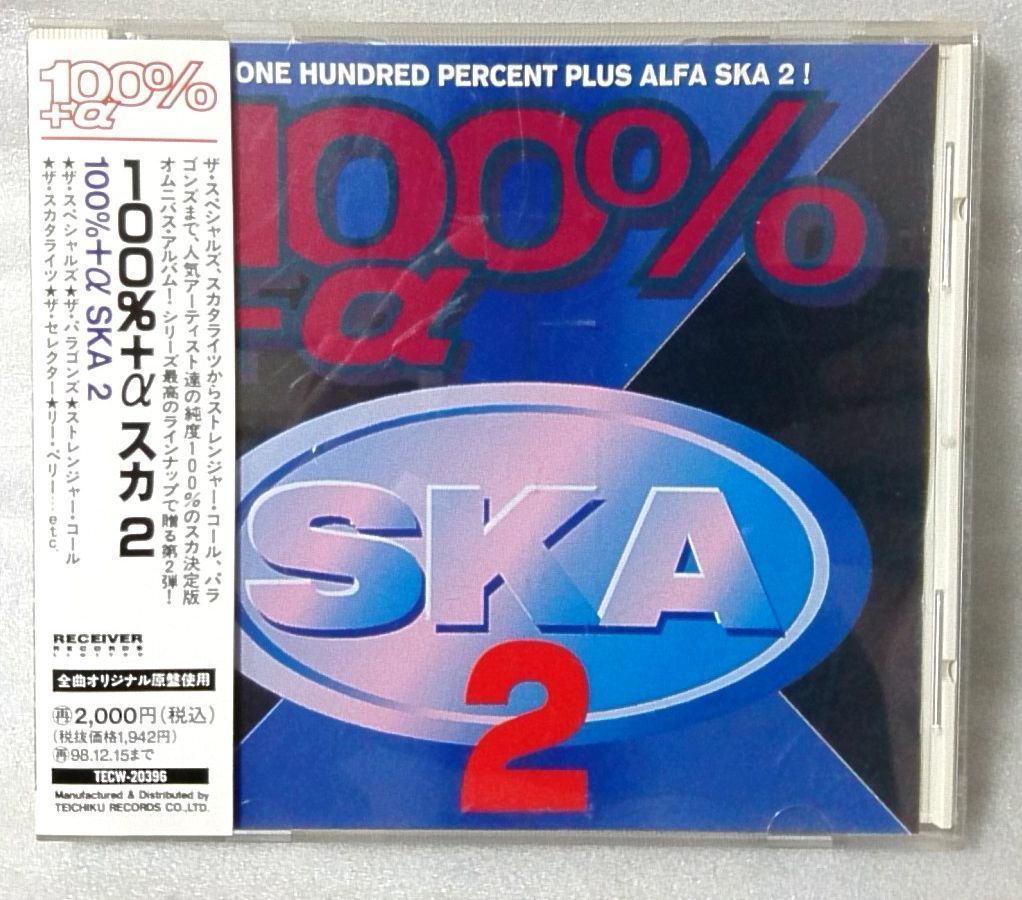 100%
+α
ザ・スペシャルズ、スカタライツからストレンジャー・コール、パラ
ゴンズまで、人気アーティスト達の純度100%のスカ決定版
オムニバス・アルバム！シリーズ最高のラインナップで贈る第2弾！
100%+α スカ 2
100%+α SKA 2
★ザ・スペシャルズ★ザ・パラゴンズ★ストレンジャー・コール
★ザ・スカタライツ★ザ・セレクター★リー・ペリー…etc.
RECEIVER
RECORDS
LIMITED
全曲オリジナル原盤使用
再2,000円(税込)
(税抜価格1,942円)
再98.12.15まで
TECW-20396
Manufactured & Distributed by
TEICHIKU RECORDS CO.,LTD.
ONE HUNDRED PERCENT PLUS ALFA SKA 2 !
100%
+α
SKA
2